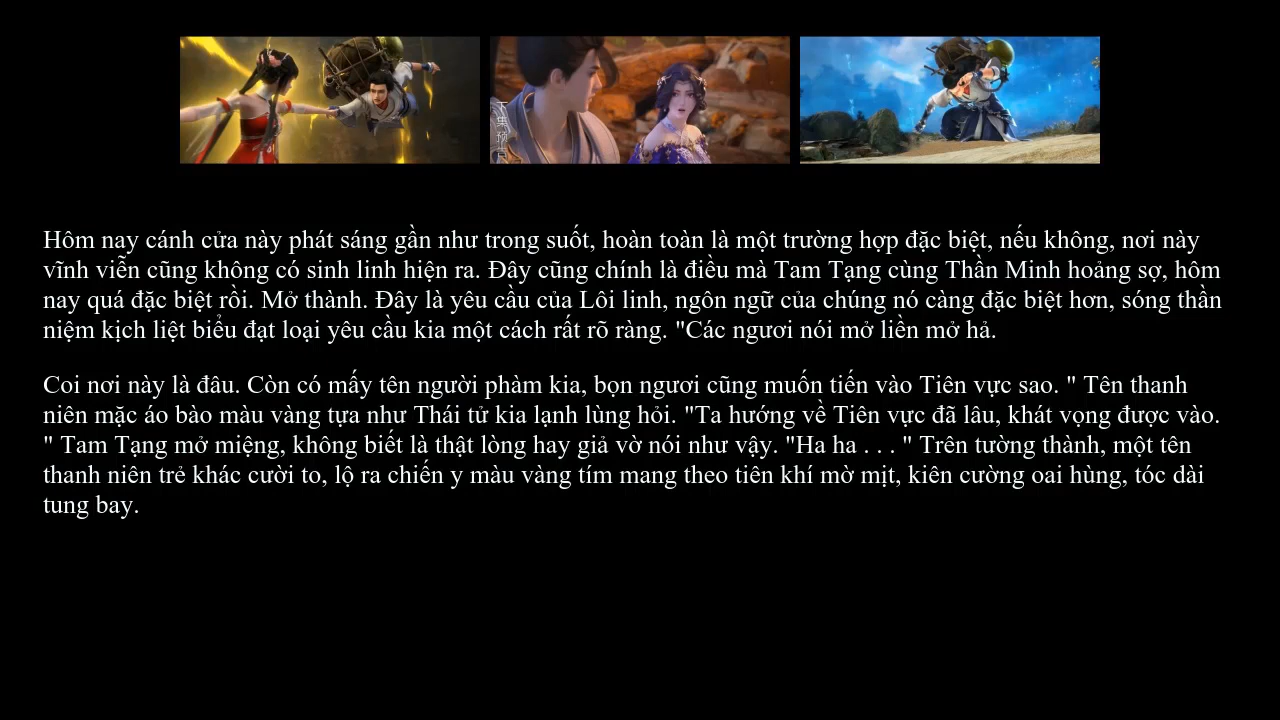 下集预告
Hôm nay cánh cửa này phát sáng gần như trong suốt, hoàn toàn là một trường hợp đặc biệt, nếu không, nơi này
vĩnh viễn cũng không có sinh linh hiện ra. Đây cũng chính là điều mà Tam Tạng cùng Thần Minh hoảng sợ, hôm
nay quá đặc biệt rồi. Mở thành. Đây là yêu cầu của Lôi linh, ngôn ngữ của chúng nó càng đặc biệt hơn, sóng thần
niệm kịch liệt biểu đạt loại yêu cầu kia một cách rất rõ ràng. "Các ngươi nói mở liền mở hả.
Coi nơi này là đâu. Còn có mấy tên người phàm kia, bọn ngươi cũng muốn tiến vào Tiên vực sao. " Tên thanh
niên mặc áo bào màu vàng tựa như Thái tử kia lạnh lùng hỏi. "Ta hướng về Tiên vực đã lâu, khát vọng được vào.
" Tam Tạng mở miệng, không biết là thật lòng hay giả vờ nói như vậy. "Ha ha . . . " Trên tường thành, một tên
thanh niên trẻ khác cười to, lộ ra chiến y màu vàng tím mang theo tiên khí mờ mịt, kiên cường oai hùng, tóc dài
tung bay.